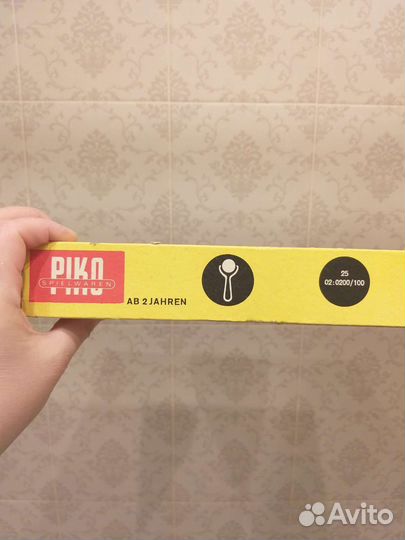 PIKO
SPIELWAREN
AB 2 JAHREN
25
02:0200/100
Avito